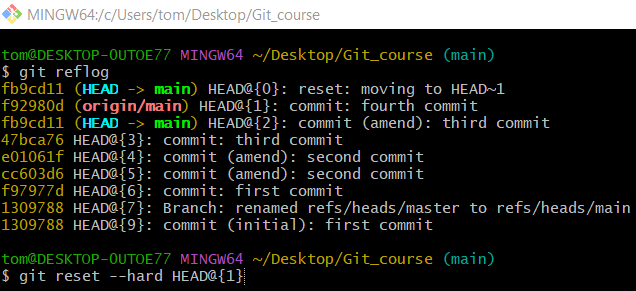 MINGW64:/c/Users/tom/Desktop/Git_course
tom@DESKTOP-OUTOE77 MINGW64 ~/Desktop/Git_course (main)
$ git reflog
fb9cd11 (HEAD -> main) HEAD@{0}: reset: moving to HEAD~1
f92980d (origin/main) HEAD@{1}: commit: fourth commit
fb9cd11 (HEAD -> main) HEAD@{2}: commit (amend): third commit
47bca76 HEAD@{3}: commit: third commit
e01061f HEAD@{4}: commit (amend): second commit
cc603d6 HEAD@{5}: commit (amend): second commit
f97977d HEAD@{6}: commit: first commit
1309788 HEAD@{7}: Branch: renamed refs/heads/master to refs/heads/main
1309788 HEAD@{9}: commit (initial): first commit
tom@DESKTOP-OUTOE77 MINGW64 ~/Desktop/Git_course (main)
$ git reset --hard HEAD@{1}